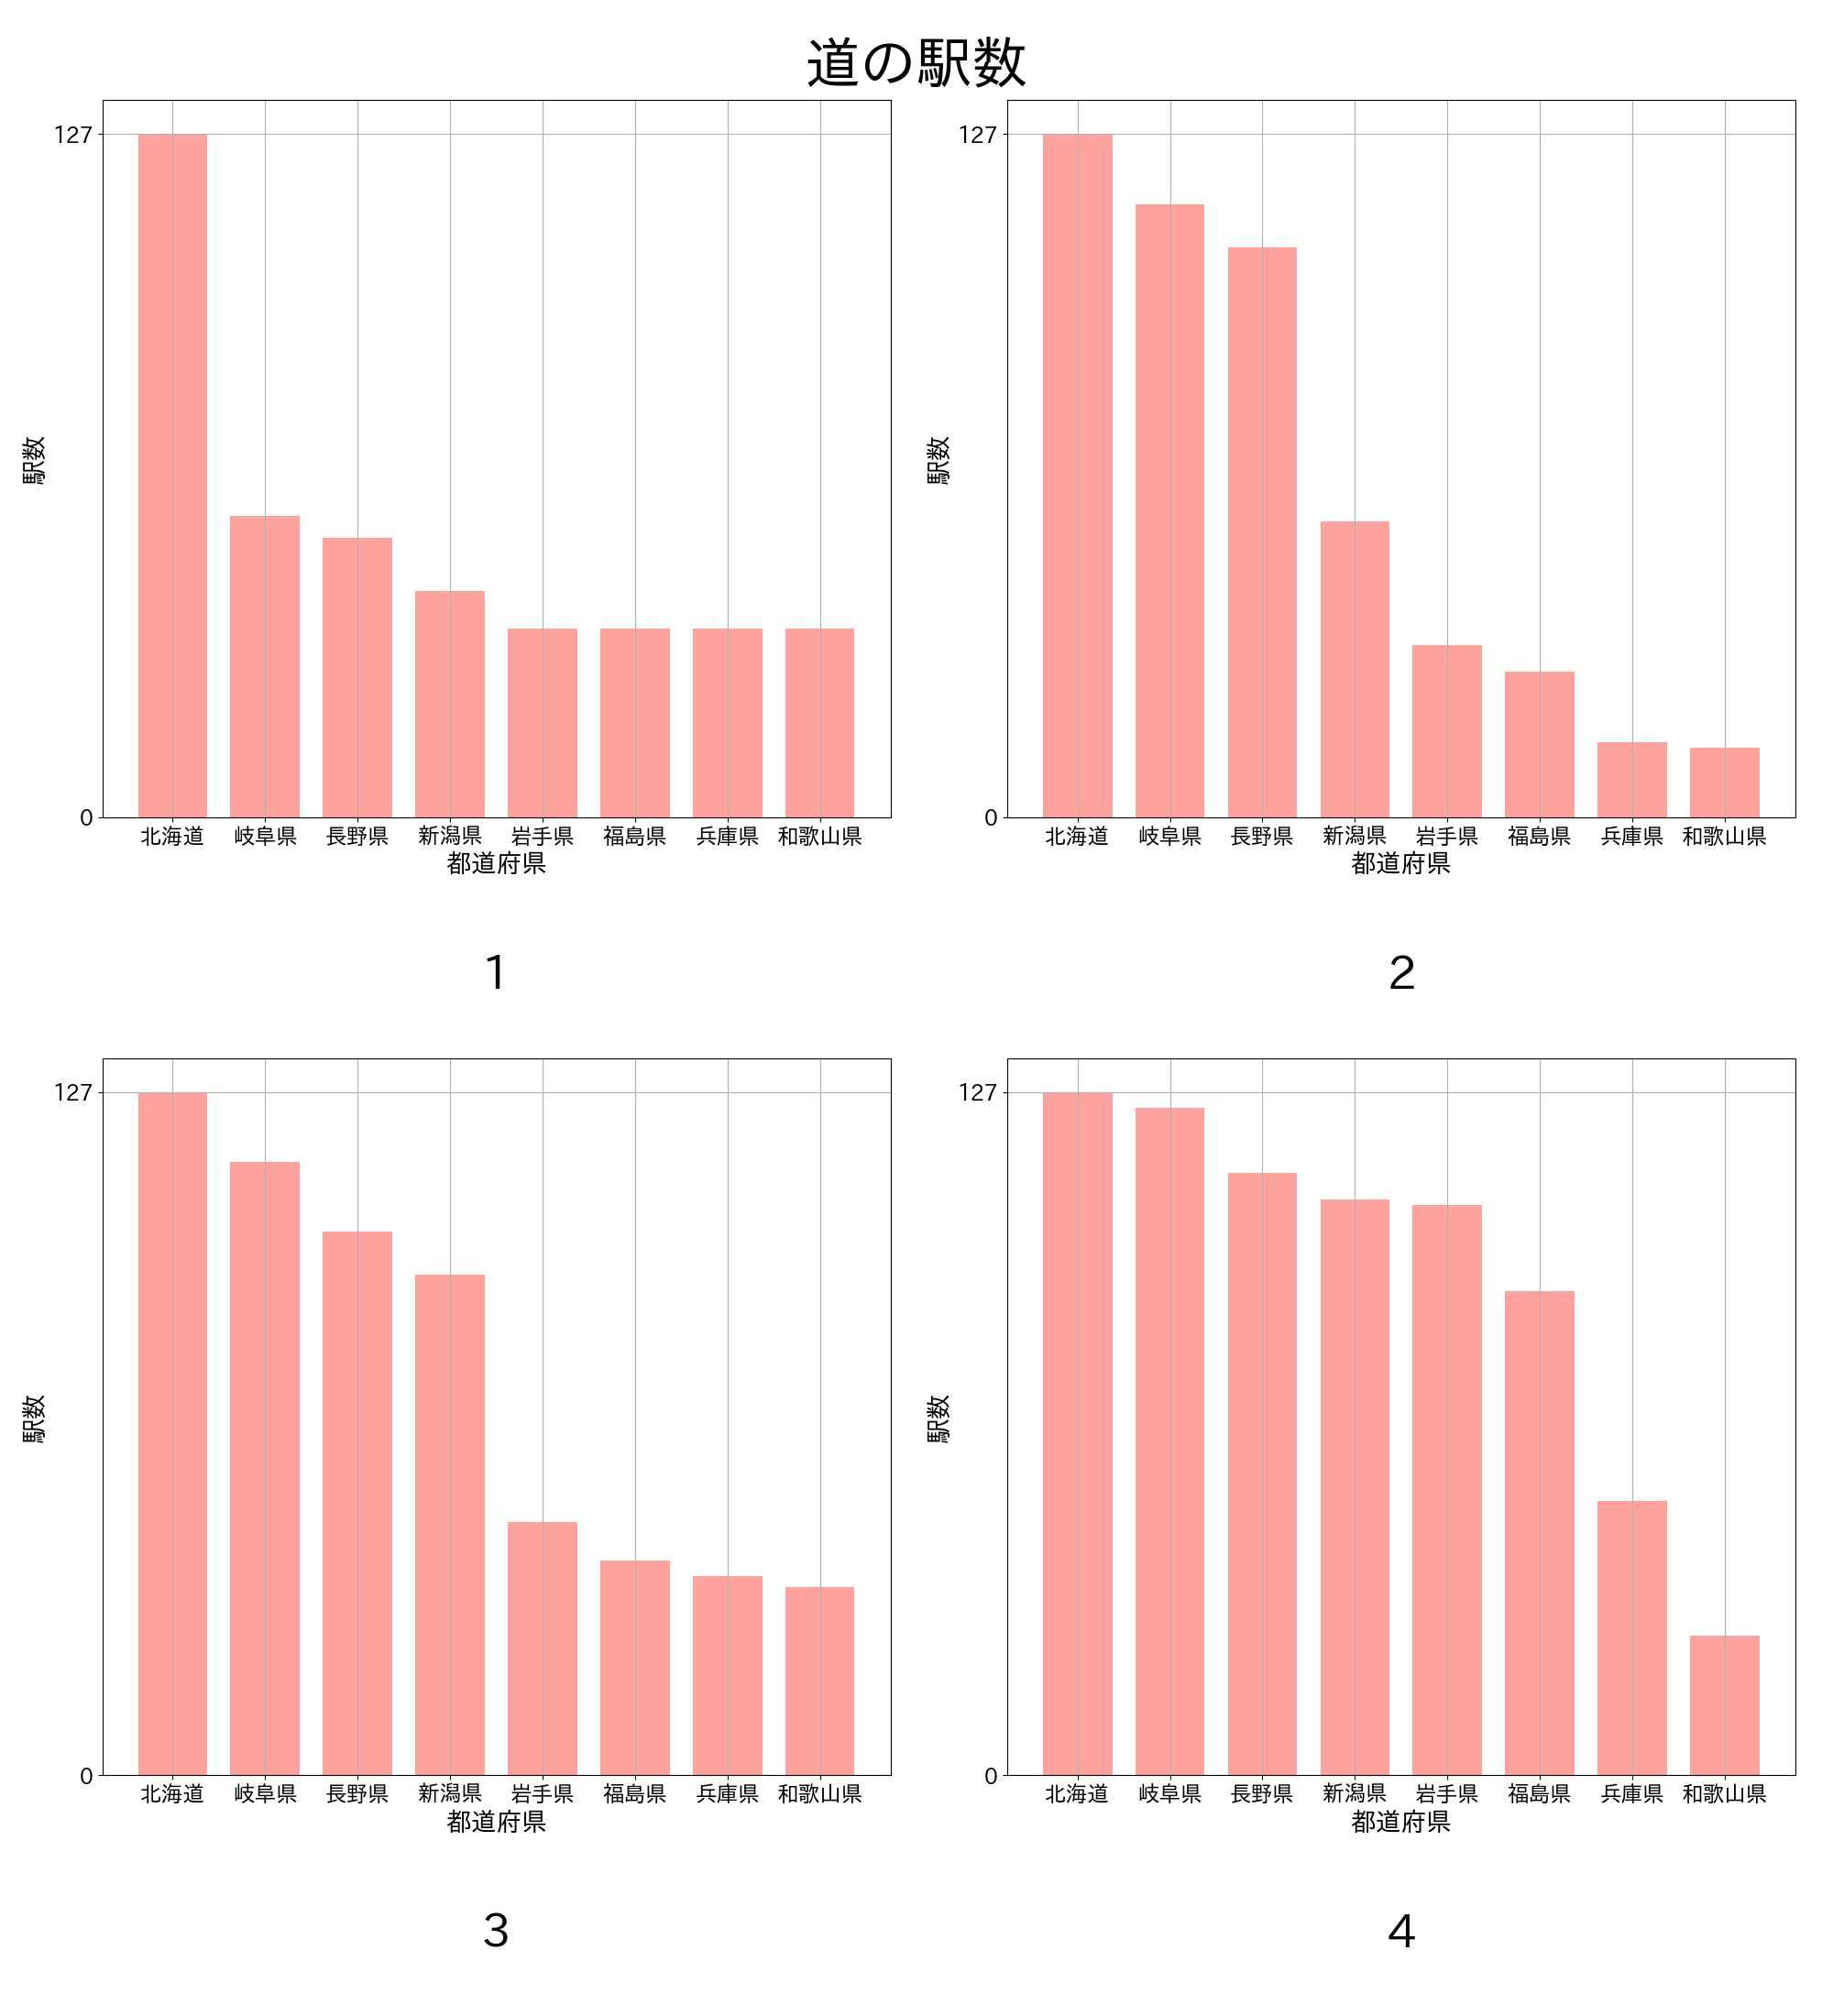 道の駅数
127
0
駅数
北海道 岐阜県 長野県 新潟県 岩手県 福島県 兵庫県 和歌山県
都道府県
1
127
0
駅数
北海道 岐阜県 長野県 新潟県 岩手県 福島県 兵庫県 和歌山県
都道府県
2
127
0
駅数
北海道 岐阜県 長野県 新潟県 岩手県 福島県 兵庫県 和歌山県
都道府県
3
127
0
駅数
北海道 岐阜県 長野県 新潟県 岩手県 福島県 兵庫県 和歌山県
都道府県
4